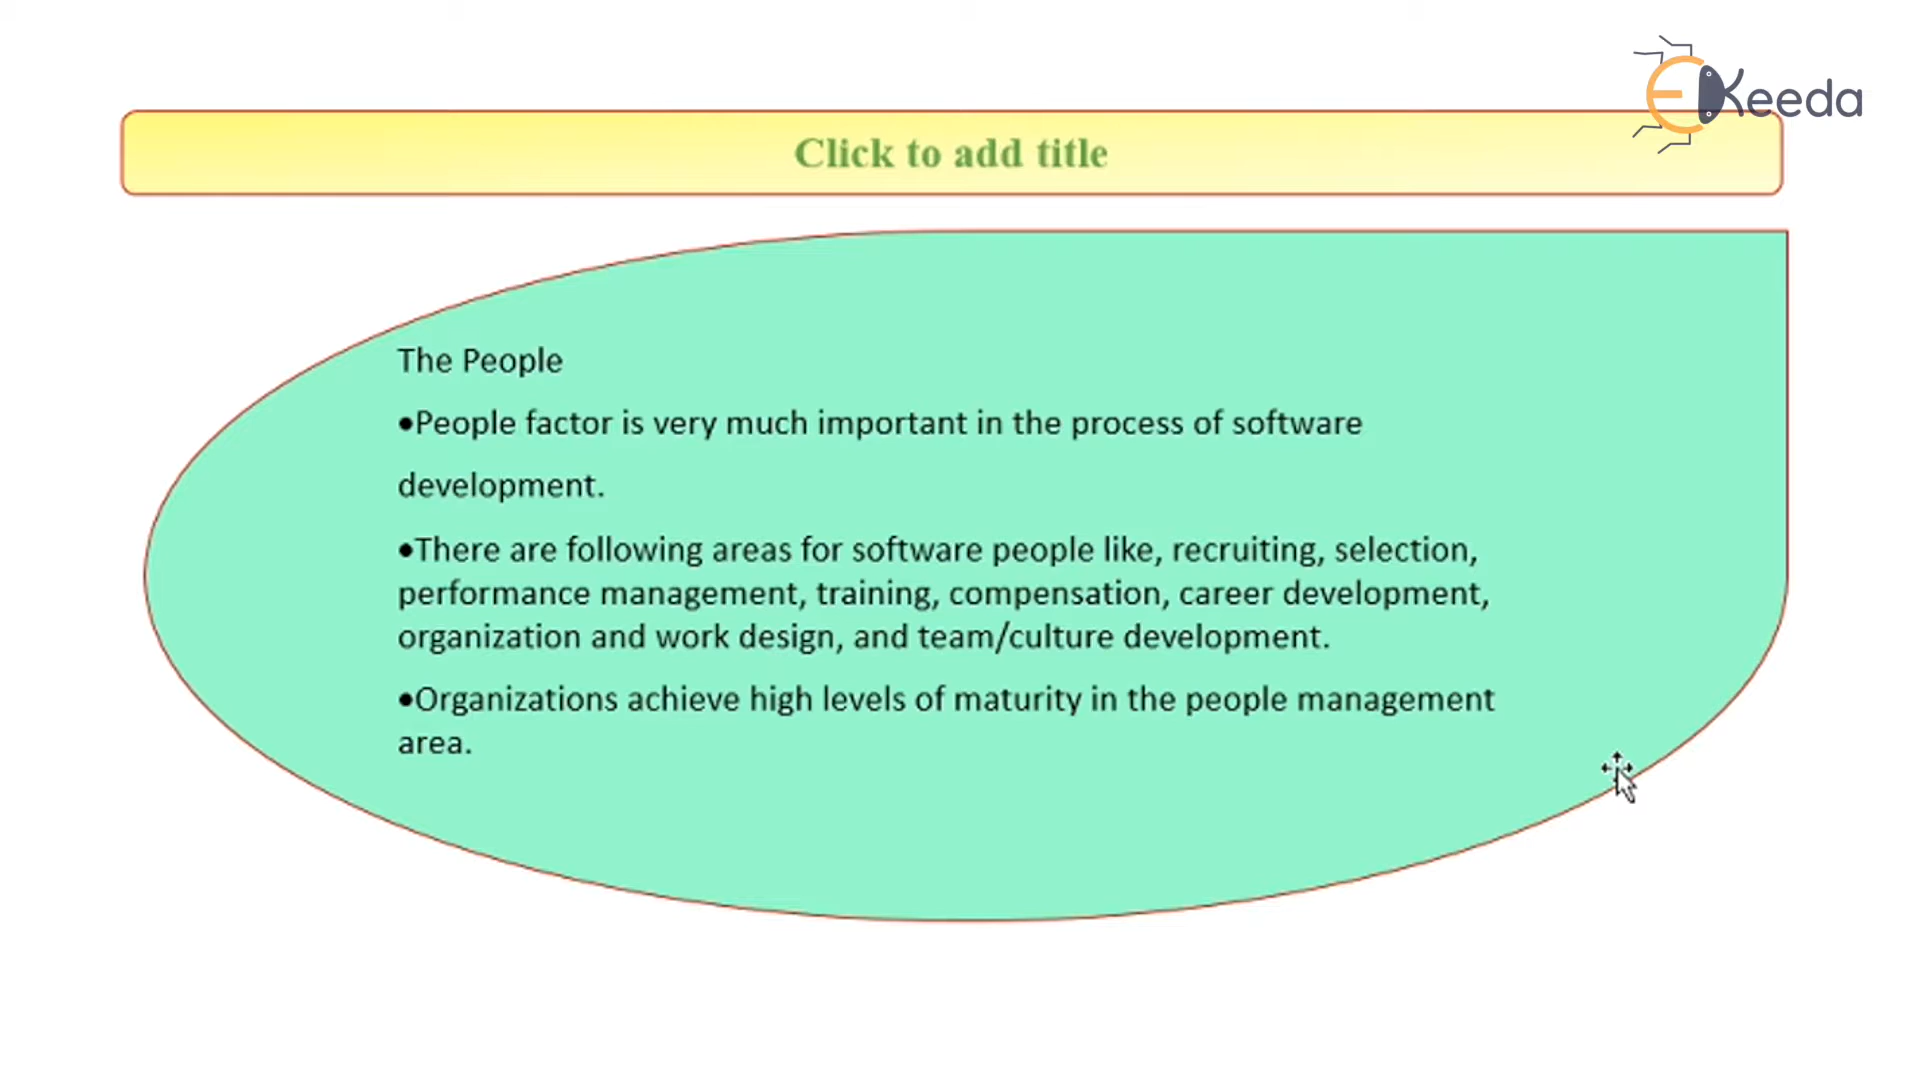 EKeeda
Click to add title
The People
•People factor is very much important in the process of software
development.
•There are following areas for software people like, recruiting, selection,
performance management, training, compensation, career development,
organization and work design, and team/culture development.
•Organizations achieve high levels of maturity in the people management
area.